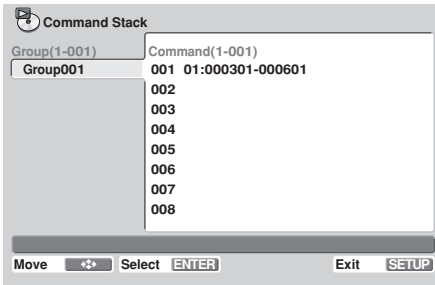 Command Stack
Group(1-001)
Group001
Command(1-001)
001 01:000301-000601
002
003
004
005
006
007
008
Move Select ENTER Exit SETUP